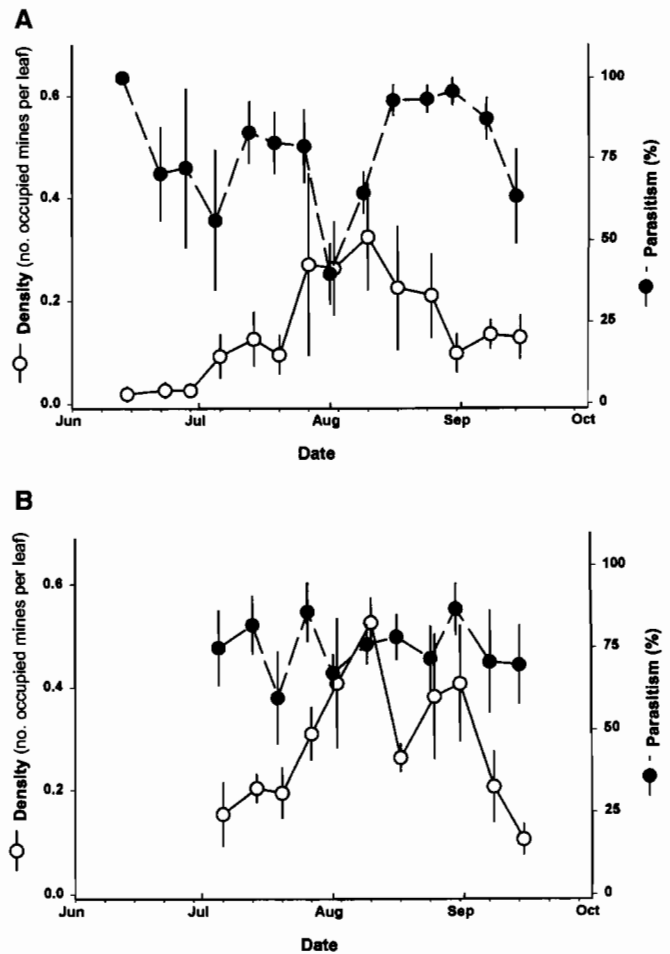 A
Density (no. occupied mines per leaf)
0.6
0.4
0.2
0.0
100
75
50
25
0
- Parasitism (%)
Jun Jul Aug Sep Oct
Date
B
Density (no. occupied mines per leaf)
0.6
0.4
0.2
0.0
100
75
50
25
0
- Parasitism (%)
Jun Jul Aug Sep Oct
Date